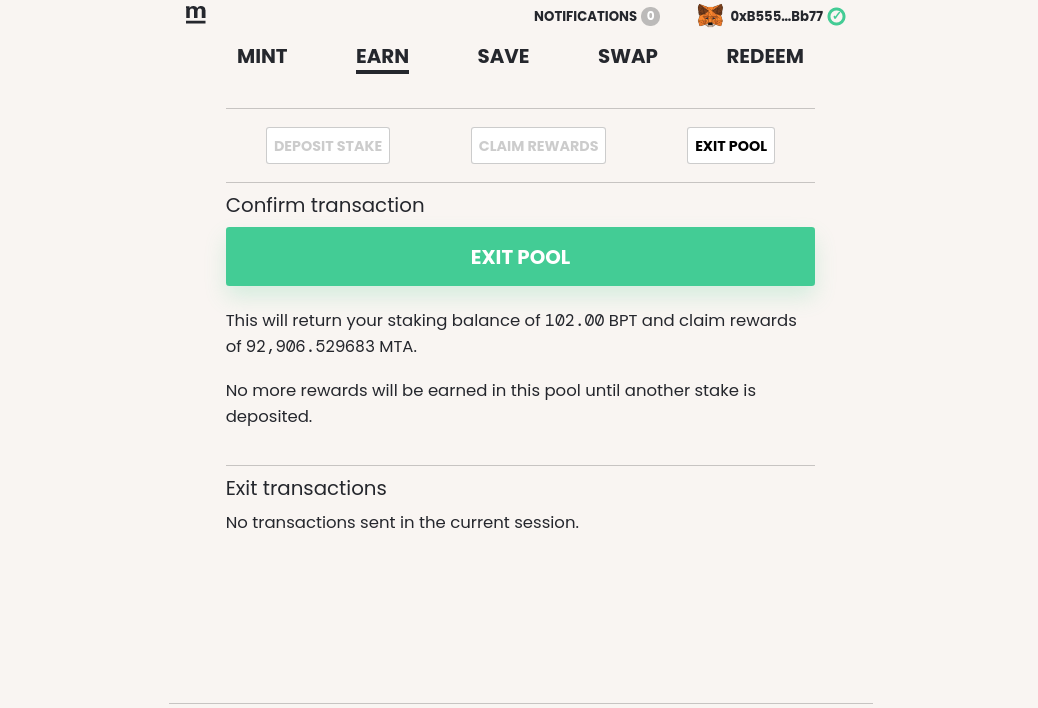 m
NOTIFICATIONS 0
0xB555...Bb77
MINT EARN SAVE SWAP REDEEM
DEPOSIT STAKE CLAIM REWARDS EXIT POOL
Confirm transaction
EXIT POOL
This will return your staking balance of 102.00 BPT and claim rewards
of 92,906.529683 MTA.
No more rewards will be earned in this pool until another stake is
deposited.
Exit transactions
No transactions sent in the current session.